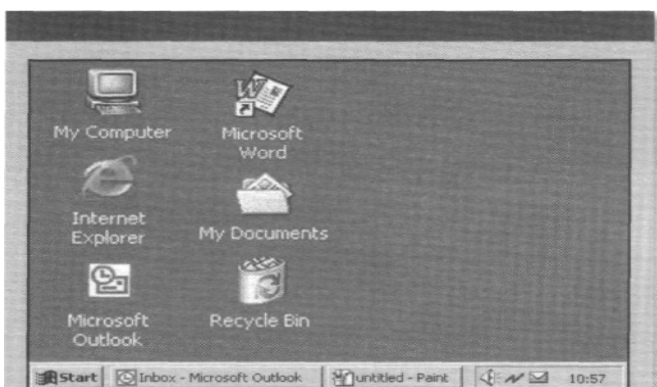 My Computer
Microsoft
Word
Internet
Explorer
My Documents
Microsoft
Outlook
Recycle Bin
Start
Inbox - Microsoft Outlook
untitled - Paint
10:57